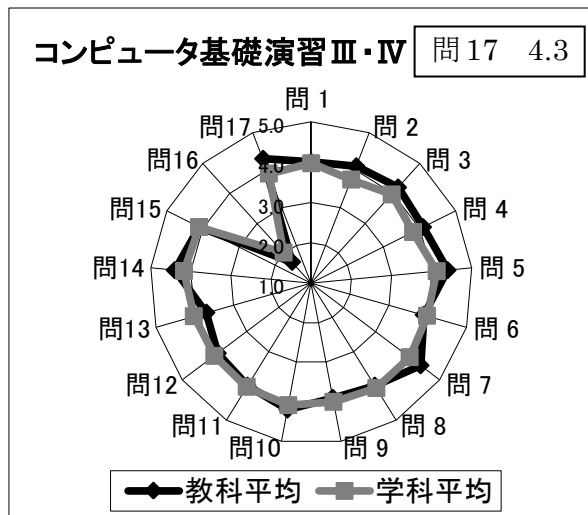 コンピュータ基礎演習Ⅲ・Ⅳ
問17 4.3
問 1
問 2
問 3
問 4
問 5
問 6
問 7
問 8
問 9
問10
問11
問12
問13
問14
問15
問16
問17
5.0
4.0
3.0
2.0
1.0
教科平均
学科平均